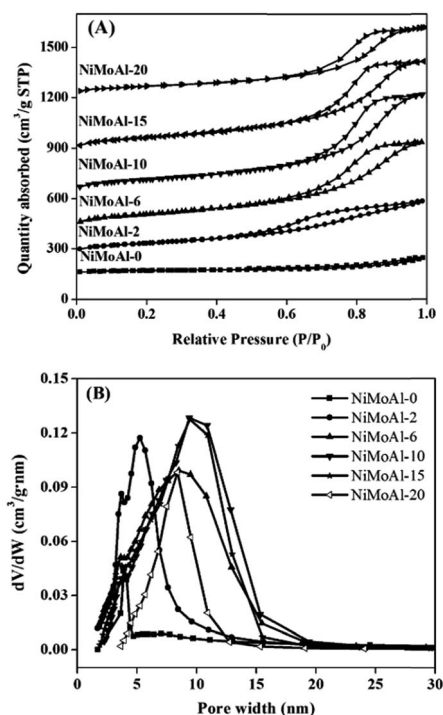 (A)
1500
1200
900
600
300
0
Quantity absorbed (cm³/g STP)
NiMoAl-20
NiMoAl-15
NiMoAl-10
NiMoAl-6
NiMoAl-2
NiMoAl-0
0.0 0.2 0.4 0.6 0.8 1.0
Relative Pressure (P/P₀)
(B)
0.15
0.12
0.09
0.06
0.03
0.00
dV/dW (cm³/g·nm)
NiMoAl-0
NiMoAl-2
NiMoAl-6
NiMoAl-10
NiMoAl-15
NiMoAl-20
0 5 10 15 20 25 30
Pore width (nm)